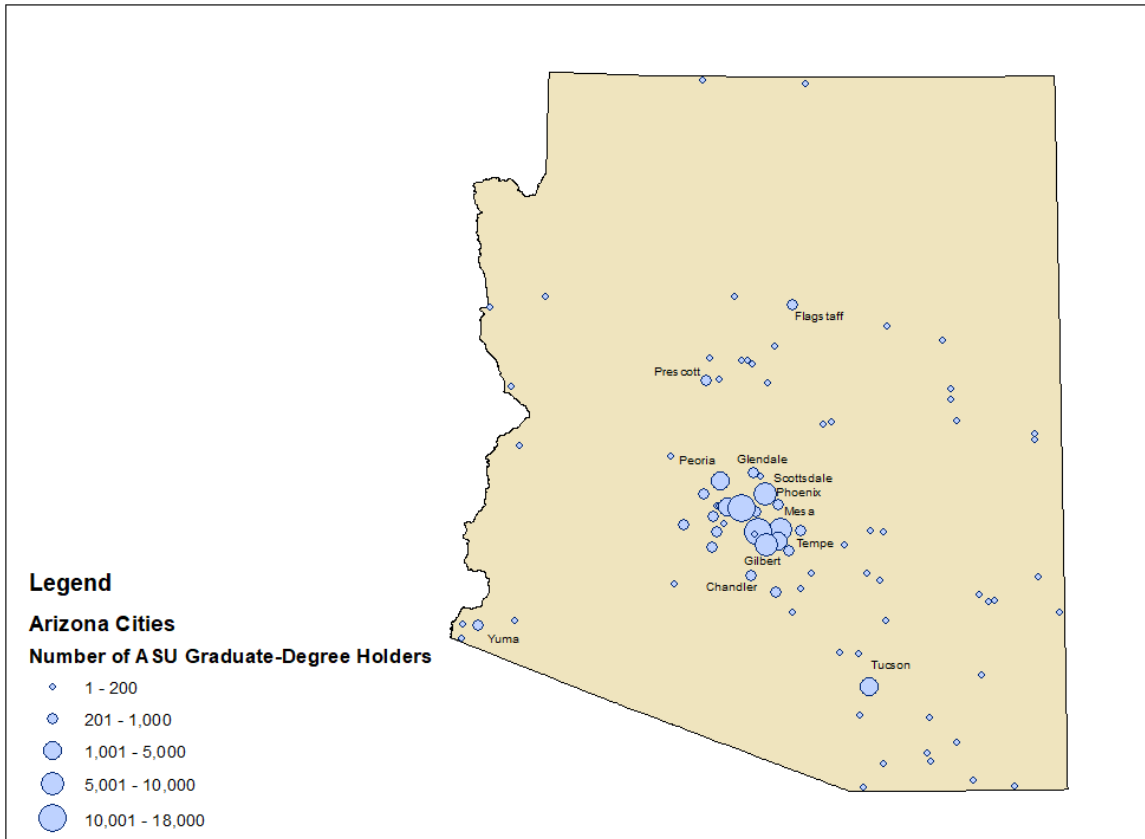 Flagstaff
Prescott
Peoria
Glendale
Scottsdale
Phoenix
Mesa
Tempe
Gilbert
Chandler
Yuma
Tucson
Legend
Arizona Cities
Number of ASU Graduate-Degree Holders
1 - 200
201 - 1,000
1,001 - 5,000
5,001 - 10,000
10,001 - 18,000